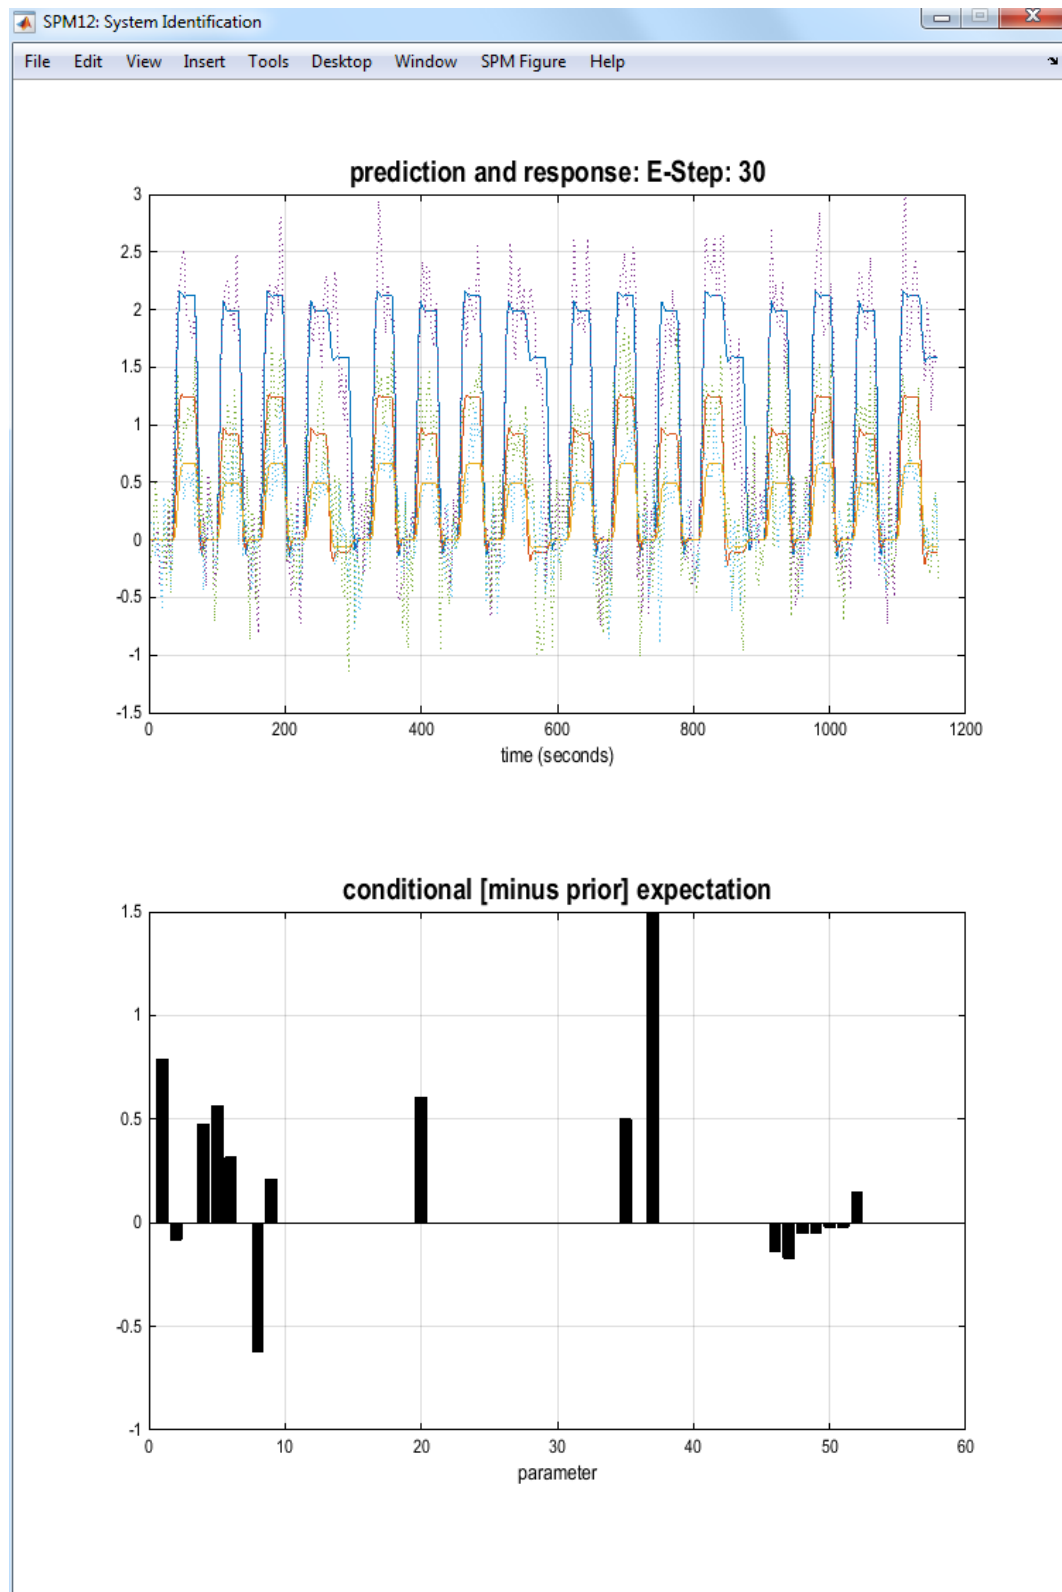 SPM12: System Identification
File Edit View Insert Tools Desktop Window SPM Figure Help
prediction and response: E-Step: 30
3
2.5
2
1.5
1
0.5
0
-0.5
-1
-1.5
0 200 400 600 800 1000 1200
time (seconds)
conditional [minus prior] expectation
1.5
1
0.5
0
-0.5
-1
0 10 20 30 40 50 60
parameter